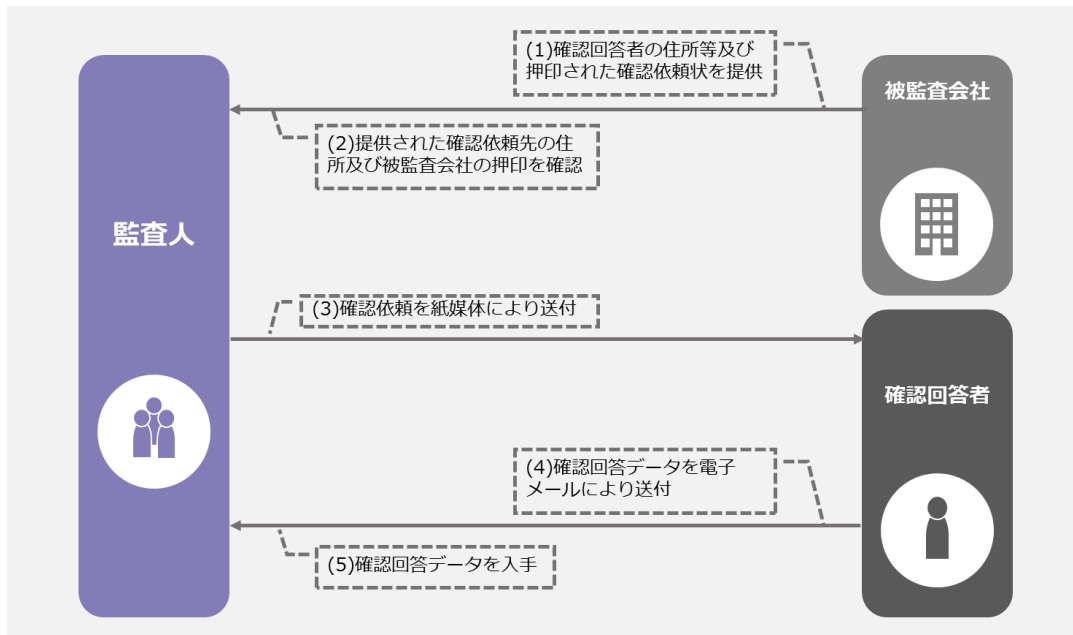 (1)確認回答者の住所等及び
押印された確認依頼状を提供
被監査会社
(2)提供された確認依頼先の住
所及び被監査会社の押印を確認
監査人
(3)確認依頼を紙媒体により送付
確認回答者
(4)確認回答データを電子
メールにより送付
(5)確認回答データを入手